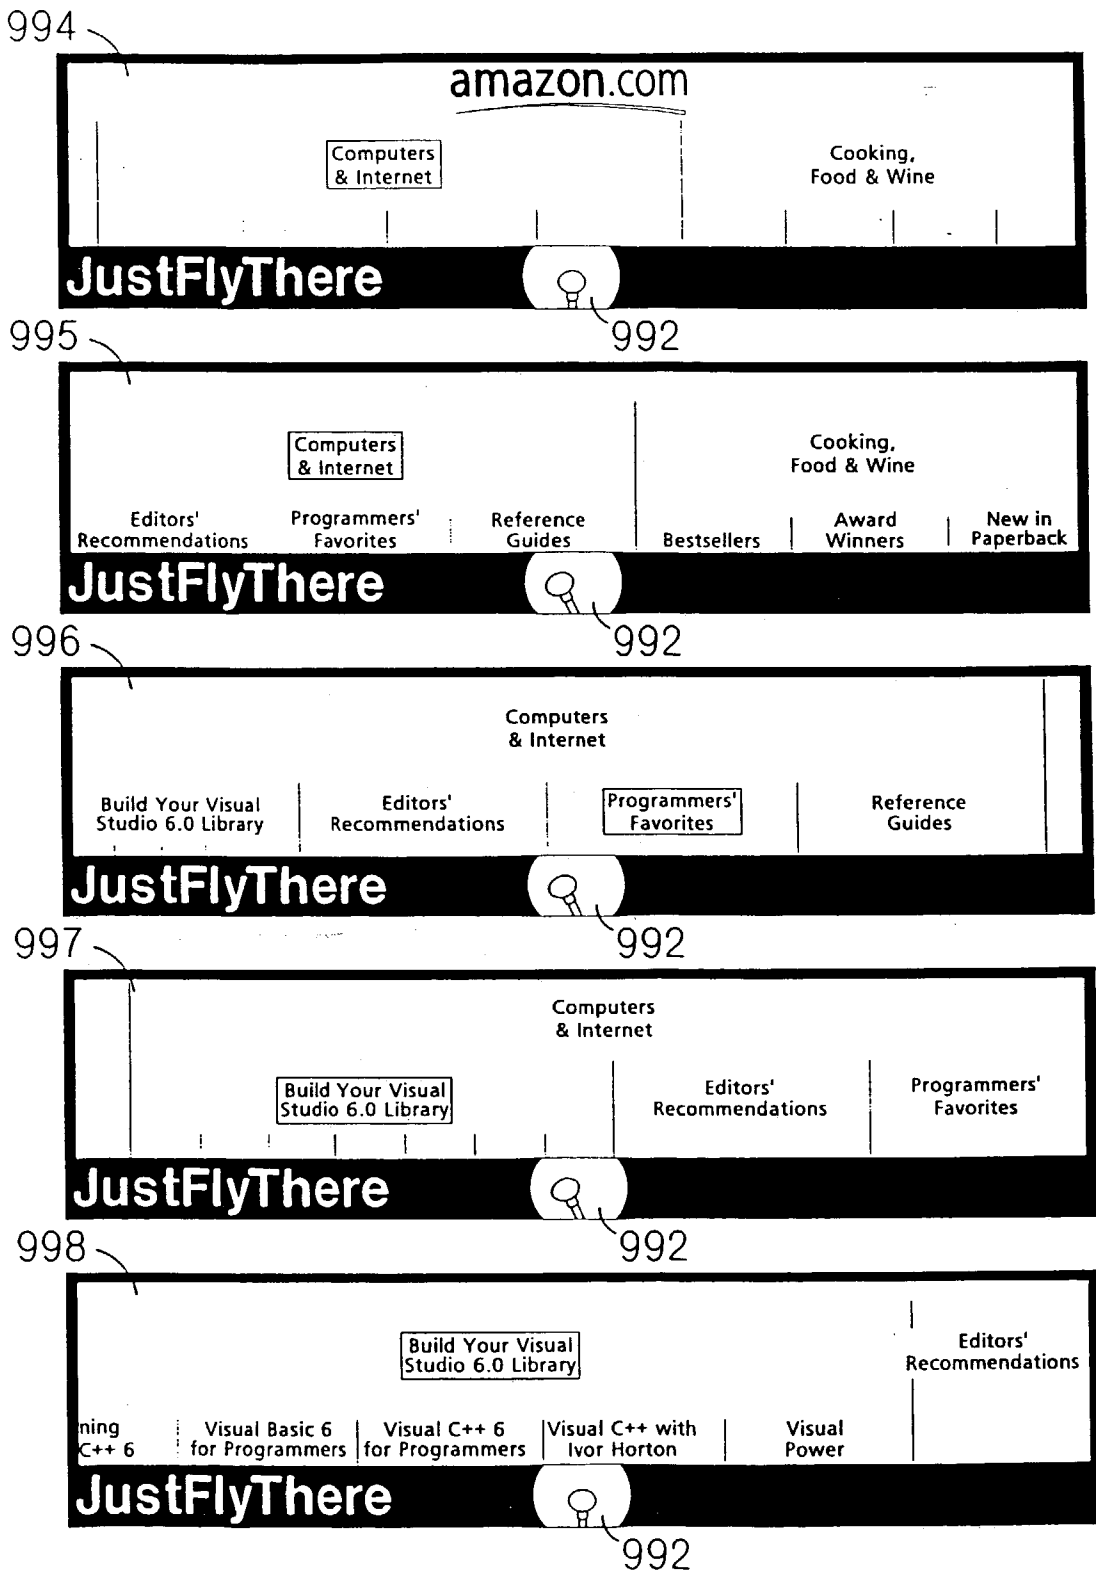 994
amazon.com
Computers
& Internet
Cooking,
Food & Wine
JustFlyThere
992
995
Computers
& Internet
Cooking,
Food & Wine
Editors'
Recommendations
Programmers'
Favorites
Reference
Guides
Bestsellers
Award
Winners
New in
Paperback
JustFlyThere
992
996
Computers
& Internet
Build Your Visual
Studio 6.0 Library
Editors'
Recommendations
Programmers'
Favorites
Reference
Guides
JustFlyThere
992
997
Computers
& Internet
Build Your Visual
Studio 6.0 Library
Editors'
Recommendations
Programmers'
Favorites
JustFlyThere
992
998
Build Your Visual
Studio 6.0 Library
Editors'
Recommendations
ning
C++ 6
Visual Basic 6
for Programmers
Visual C++ 6
for Programmers
Visual C++ with
Ivor Horton
Visual
Power
JustFlyThere
992